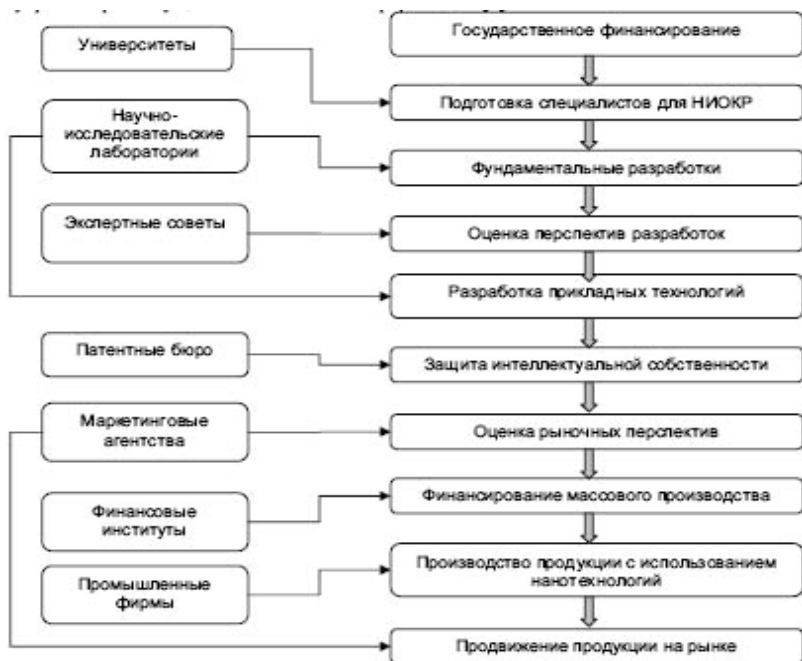 Университеты
Научно-
исследовательские
лаборатории
Экспертные советы
Патентные бюро
Маркетинговые
агентства
Финансовые
институты
Промышленные
фирмы
Государственное финансирование
Подготовка специалистов для НИОКР
Фундаментальные разработки
Оценка перспектив разработок
Разработка прикладных технологий
Защита интеллектуальной собственности
Оценка рыночных перспектив
Финансирование массового производства
Производство продукции с использованием
нанотехнологий
Продвижение продукции на рынке